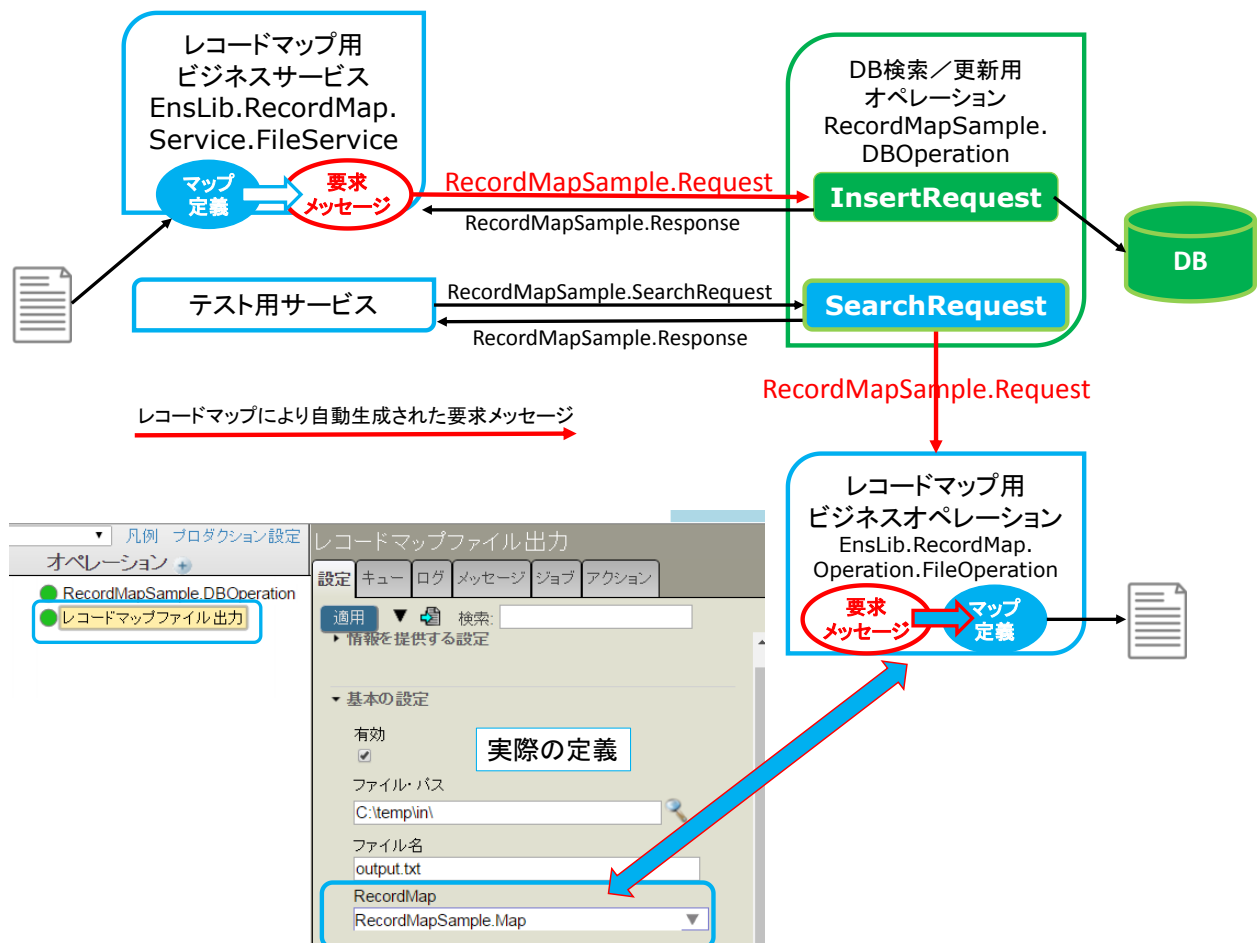 レコードマップ用
ビジネスサービス
EnsLib.RecordMap.
Service.FileService
マップ
定義
要求
メッセージ
RecordMapSample.Request
RecordMapSample.Response
DB検索／更新用
オペレーション
RecordMapSample.
DBOperation
InsertRequest
DB
テスト用サービス
RecordMapSample.SearchRequest
RecordMapSample.Response
SearchRequest
RecordMapSample.Request
レコードマップにより自動生成された要求メッセージ
レコードマップ用
ビジネスオペレーション
EnsLib.RecordMap.
Operation.FileOperation
要求
メッセージ
マップ
定義
凡例 プロダクション設定
オペレーション
RecordMapSample.DBOperation
レコードマップファイル出力
レコードマップファイル出力
設定 キュー ログ メッセージ ジョブ アクション
適用 検索:
情報を提供する設定
基本の設定
有効
実際の定義
ファイル・パス
C:\temp\in\
ファイル名
output.txt
RecordMap
RecordMapSample.Map